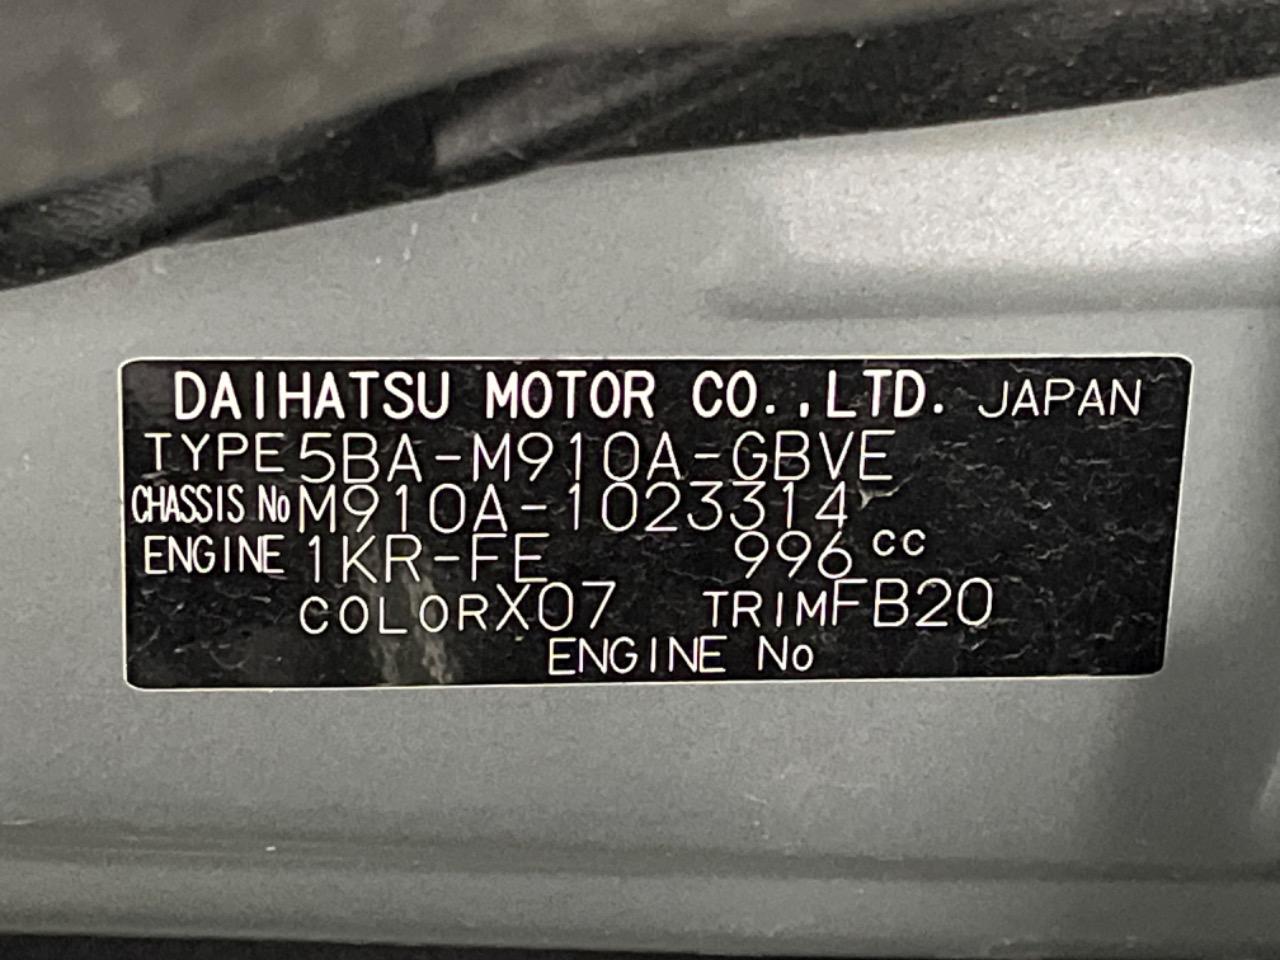 DAIHATSU MOTOR CO.,LTD. JAPAN
TYPE 5BA-M910A-GBVE
CHASSIS No M910A-1023314
ENGINE 1KR-FE 996 cc
COLOR X07 TRIM FB20
ENGINE No